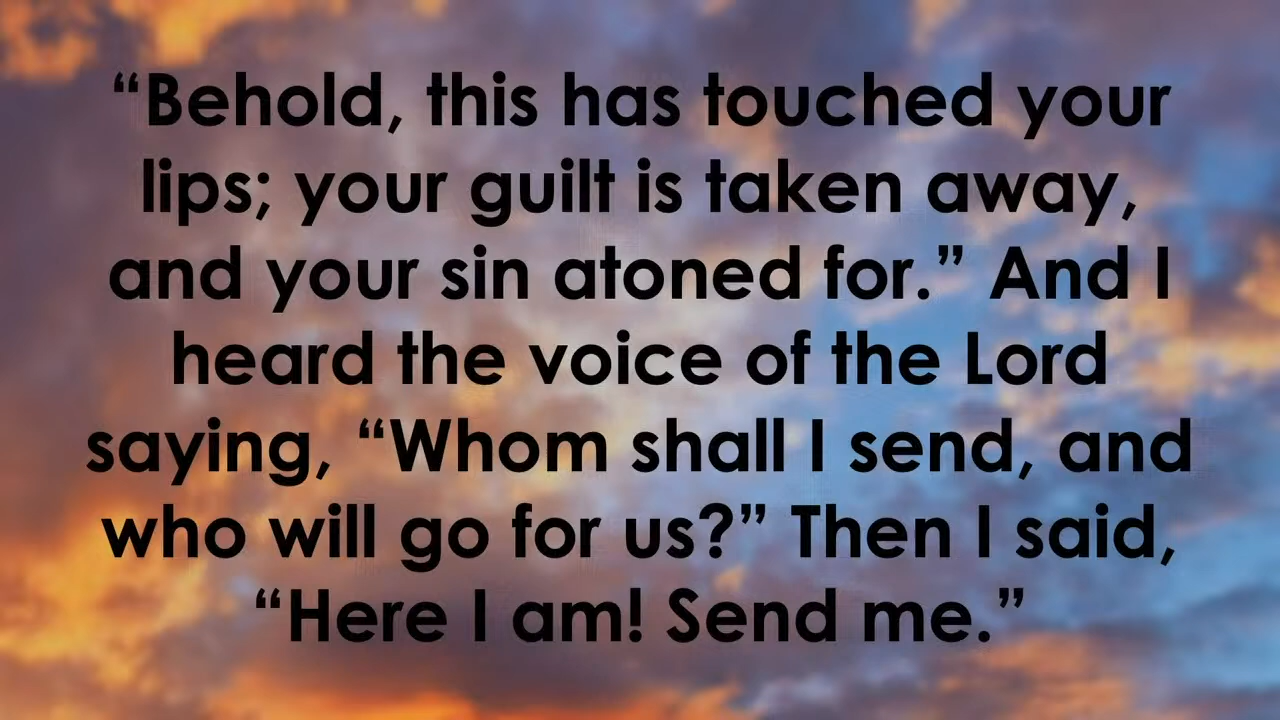 “Behold, this has touched your
lips; your guilt is taken away,
and your sin atoned for.” And I
heard the voice of the Lord
saying, “Whom shall I send, and
who will go for us?” Then I said,
“Here I am! Send me.”